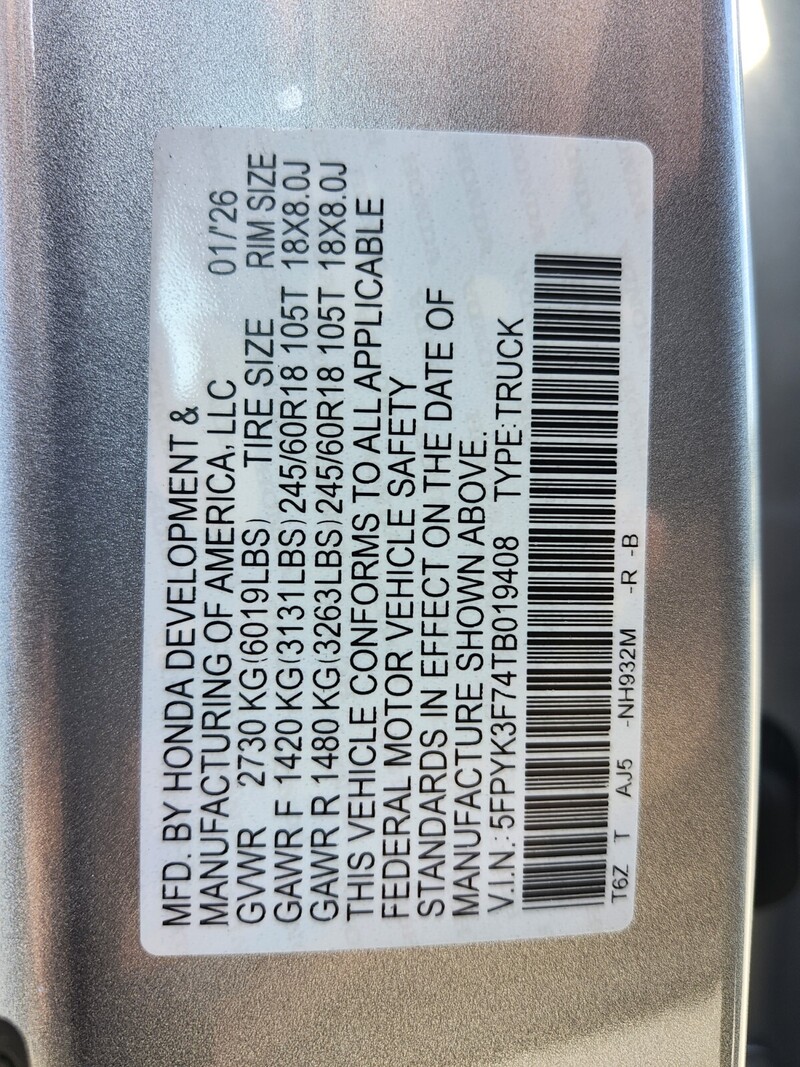 MFD. BY HONDA DEVELOPMENT &
MANUFACTURING OF AMERICA, LLC 01/'26
GVWR 2730 KG(6019LBS) TIRE SIZE RIM SIZE
GAWR F 1420 KG(3131LBS) 245/60R18 105T 18X8.0J
GAWR R 1480 KG(3263LBS) 245/60R18 105T 18X8.0J
THIS VEHICLE CONFORMS TO ALL APPLICABLE
FEDERAL MOTOR VEHICLE SAFETY
STANDARDS IN EFFECT ON THE DATE OF
MANUFACTURE SHOWN ABOVE.
V.I.N.:5FPYK3F74TB019408 TYPE:TRUCK
T6Z T AJ5 -NH932M -R -B